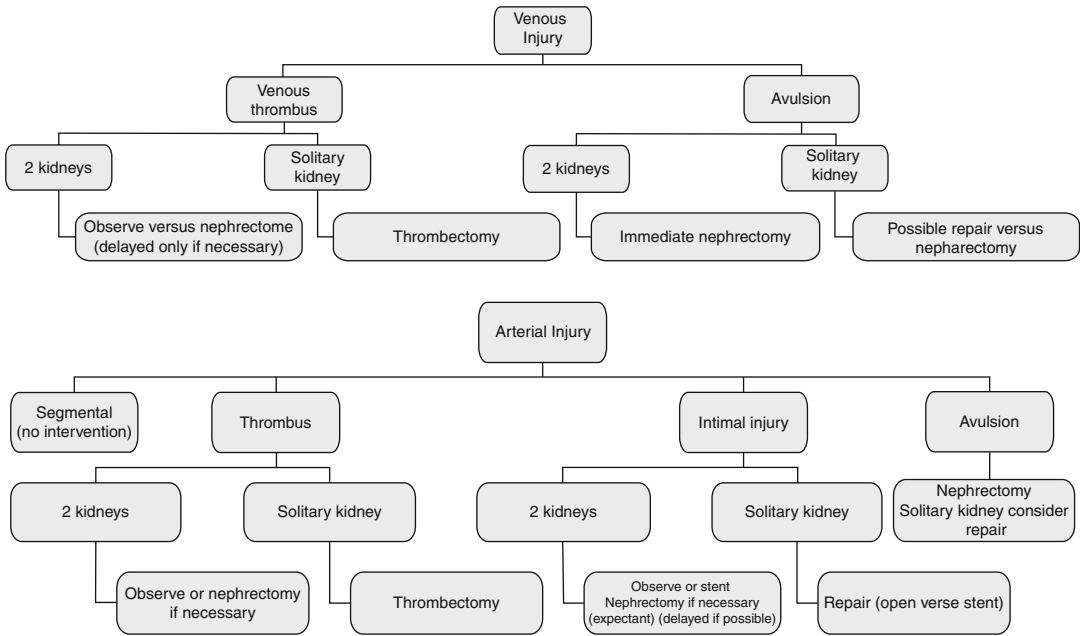 Venous
Injury
Venous
thrombus
Avulsion
2 kidneys
Solitary
kidney
2 kidneys
Solitary
kidney
Observe versus nephrectome
(delayed only if necessary)
Thrombectomy
Immediate nephrectomy
Possible repair versus
nepharectomy
Arterial Injury
Segmental
(no intervention)
Thrombus
Intimal injury
Avulsion
2 kidneys
Solitary kidney
2 kidneys
Solitary kidney
Nephrectomy
Solitary kidney consider
repair
Observe or nephrectomy
if necessary
Thrombectomy
Observe or stent
Nephrectomy if necessary
(expectant) (delayed if possible)
Repair (open verse stent)